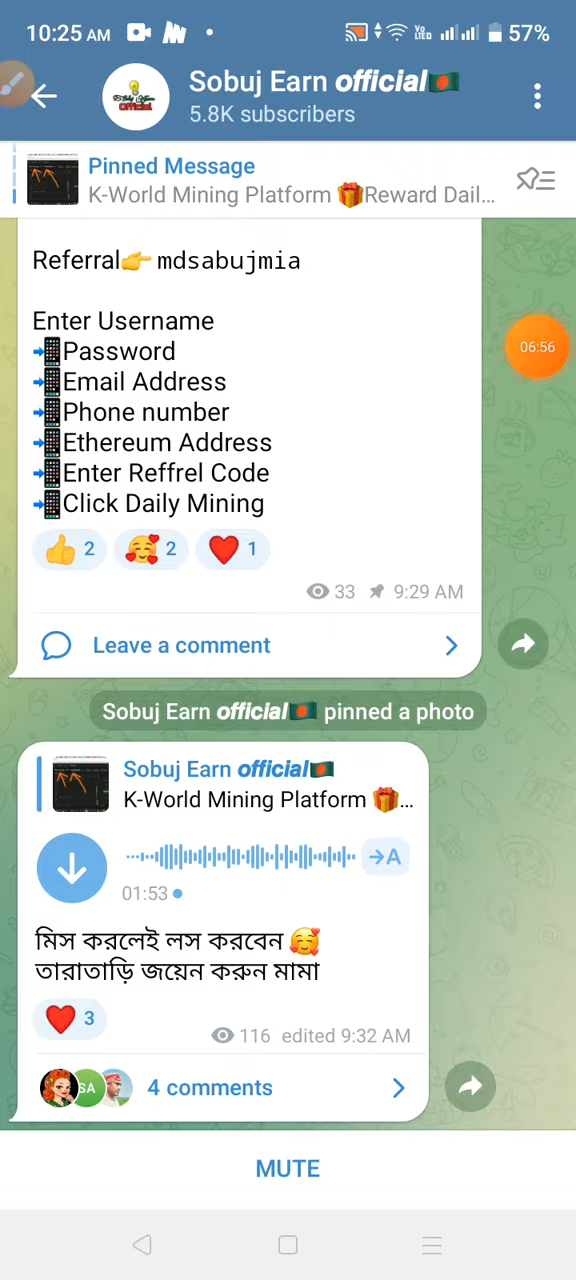 10:25 AM
Vo
LTED
57%
Sobuj Earn official
5.8K subscribers
Pinned Message
K-World Mining Platform 🎁Reward Dail...
Referral👉 mdsabujmia
06:56
Enter Username
📲Password
📲Email Address
📲Phone number
📲Ethereum Address
📲Enter Reffrel Code
📲Click Daily Mining
👍 2 🥰 2 ❤️ 1
33 9:29 AM
Leave a comment
Sobuj Earn official🇧🇩 pinned a photo
Sobuj Earn official🇧🇩
K-World Mining Platform 🎁...
→A
01:53
মিস করলেই লস করবেন 🥰
তারাতাড়ি জয়েন করুন মামা
❤️ 3
116 edited 9:32 AM
SA
4 comments
MUTE